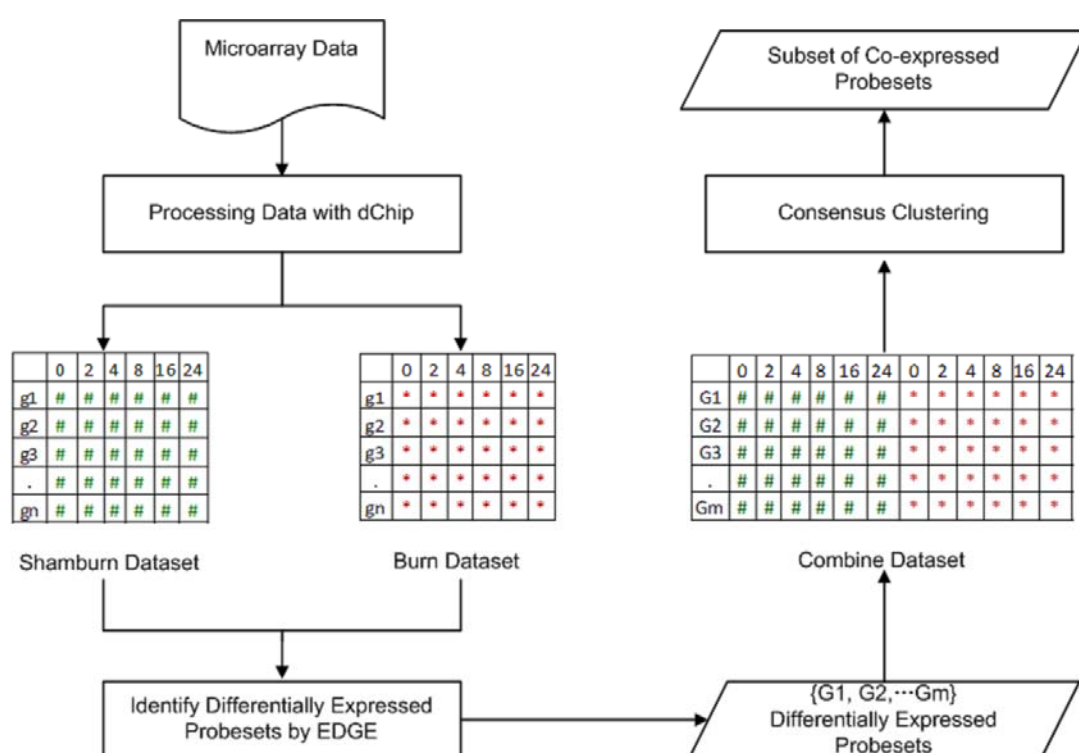 Microarray Data
Processing Data with dChip
0 2 4 8 16 24
g1 # # # # # #
g2 # # # # # #
g3 # # # # # #
. # # # # # #
gn # # # # # #
Shamburn Dataset
0 2 4 8 16 24
g1 * * * * * *
g2 * * * * * *
g3 * * * * * *
. * * * * * *
gn * * * * * *
Burn Dataset
Identify Differentially Expressed
Probesets by EDGE
{G1, G2,···Gm}
Differentially Expressed
Probesets
0 2 4 8 16 24 0 2 4 8 16 24
G1 # # # # # # * * * * * *
G2 # # # # # # * * * * * *
G3 # # # # # # * * * * * *
. # # # # # # * * * * * *
Gm # # # # # # * * * * * *
Combine Dataset
Consensus Clustering
Subset of Co-expressed
Probesets